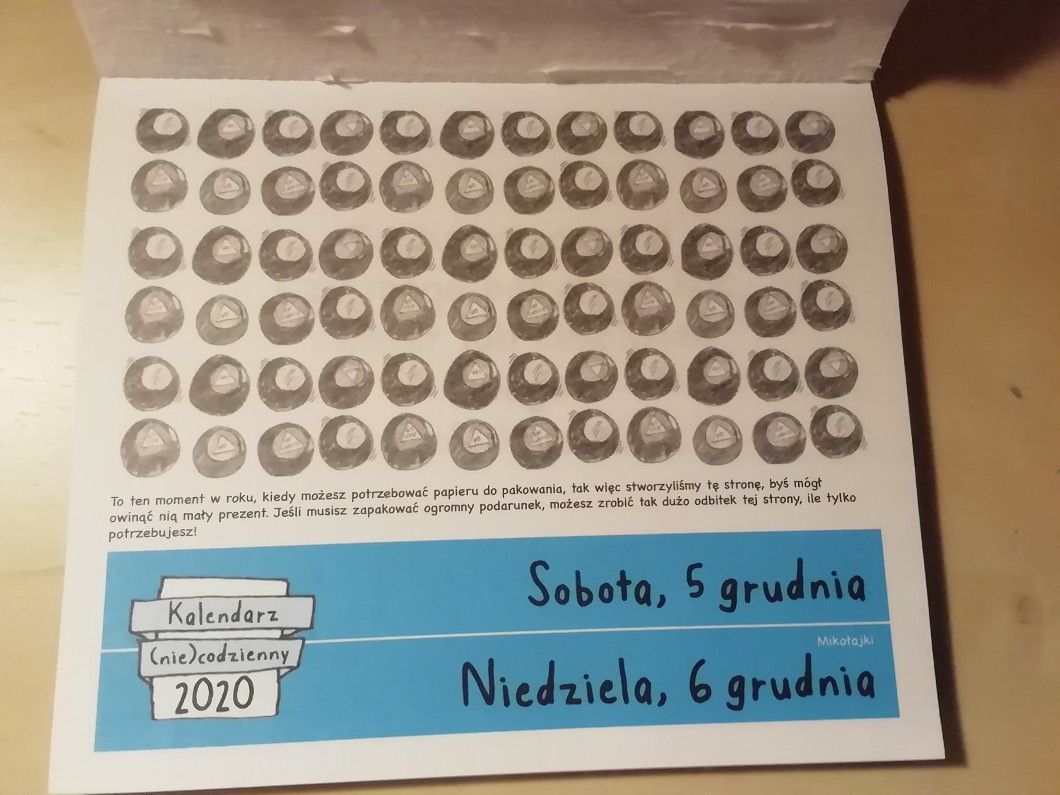 To ten moment w roku, kiedy możesz potrzebować papieru do pakowania, tak więc stworzyliśmy tę stronę, byś mógł
owinąć nią mały prezent. Jeśli musisz zapakować ogromny podarunek, możesz zrobić tak dużo odbitek tej strony, ile tylko
potrzebujesz!
Kalendarz
(nie)codzienny
2020
Sobota, 5 grudnia
Mikołajki
Niedziela, 6 grudnia